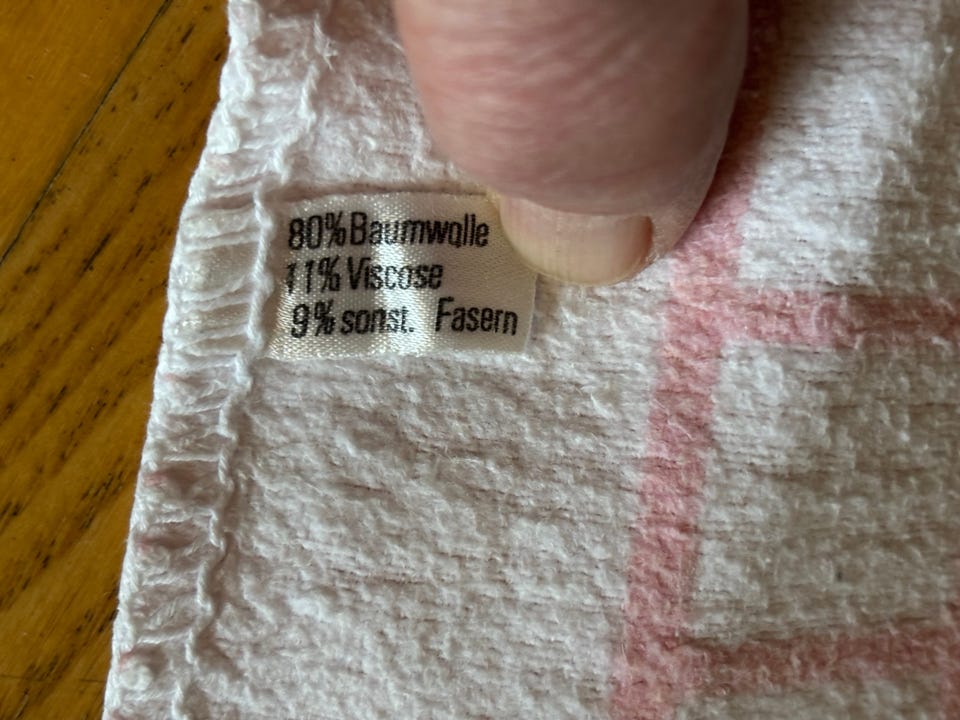 80% Baumwolle
11% Viscose
9% sonst. Fasern